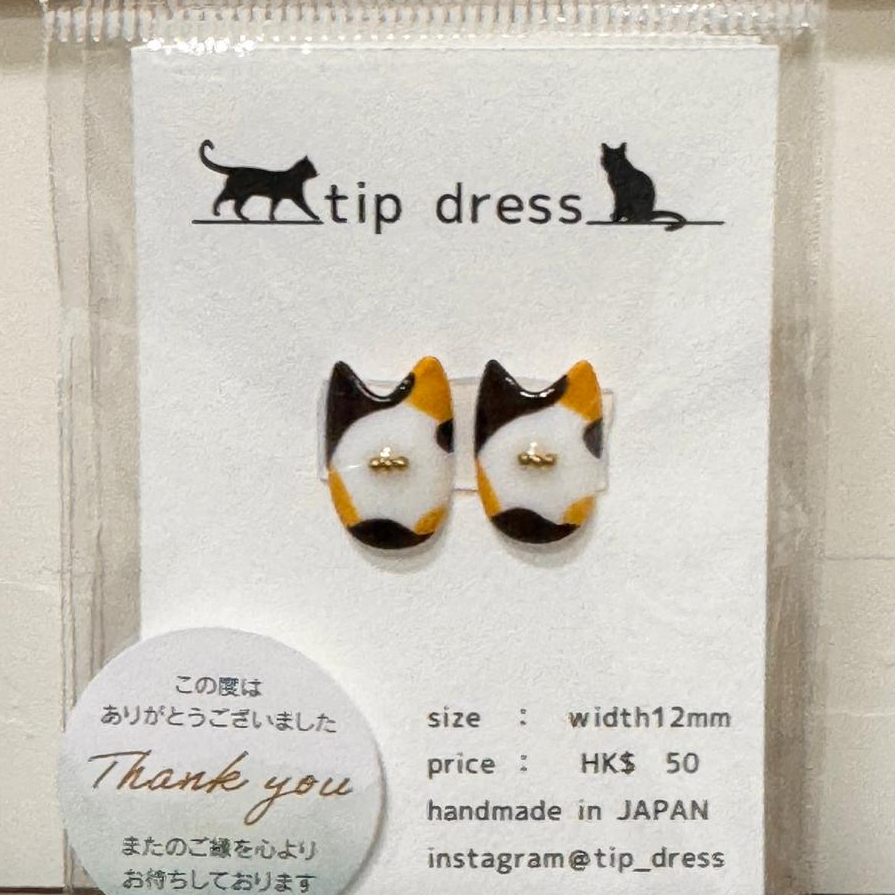 tip dress
この度は
ありがとうございました
Thank you
またのご縁を心より
お待ちしております
size : width12mm
price : HK$ 50
handmade in JAPAN
instagram@tip_dress